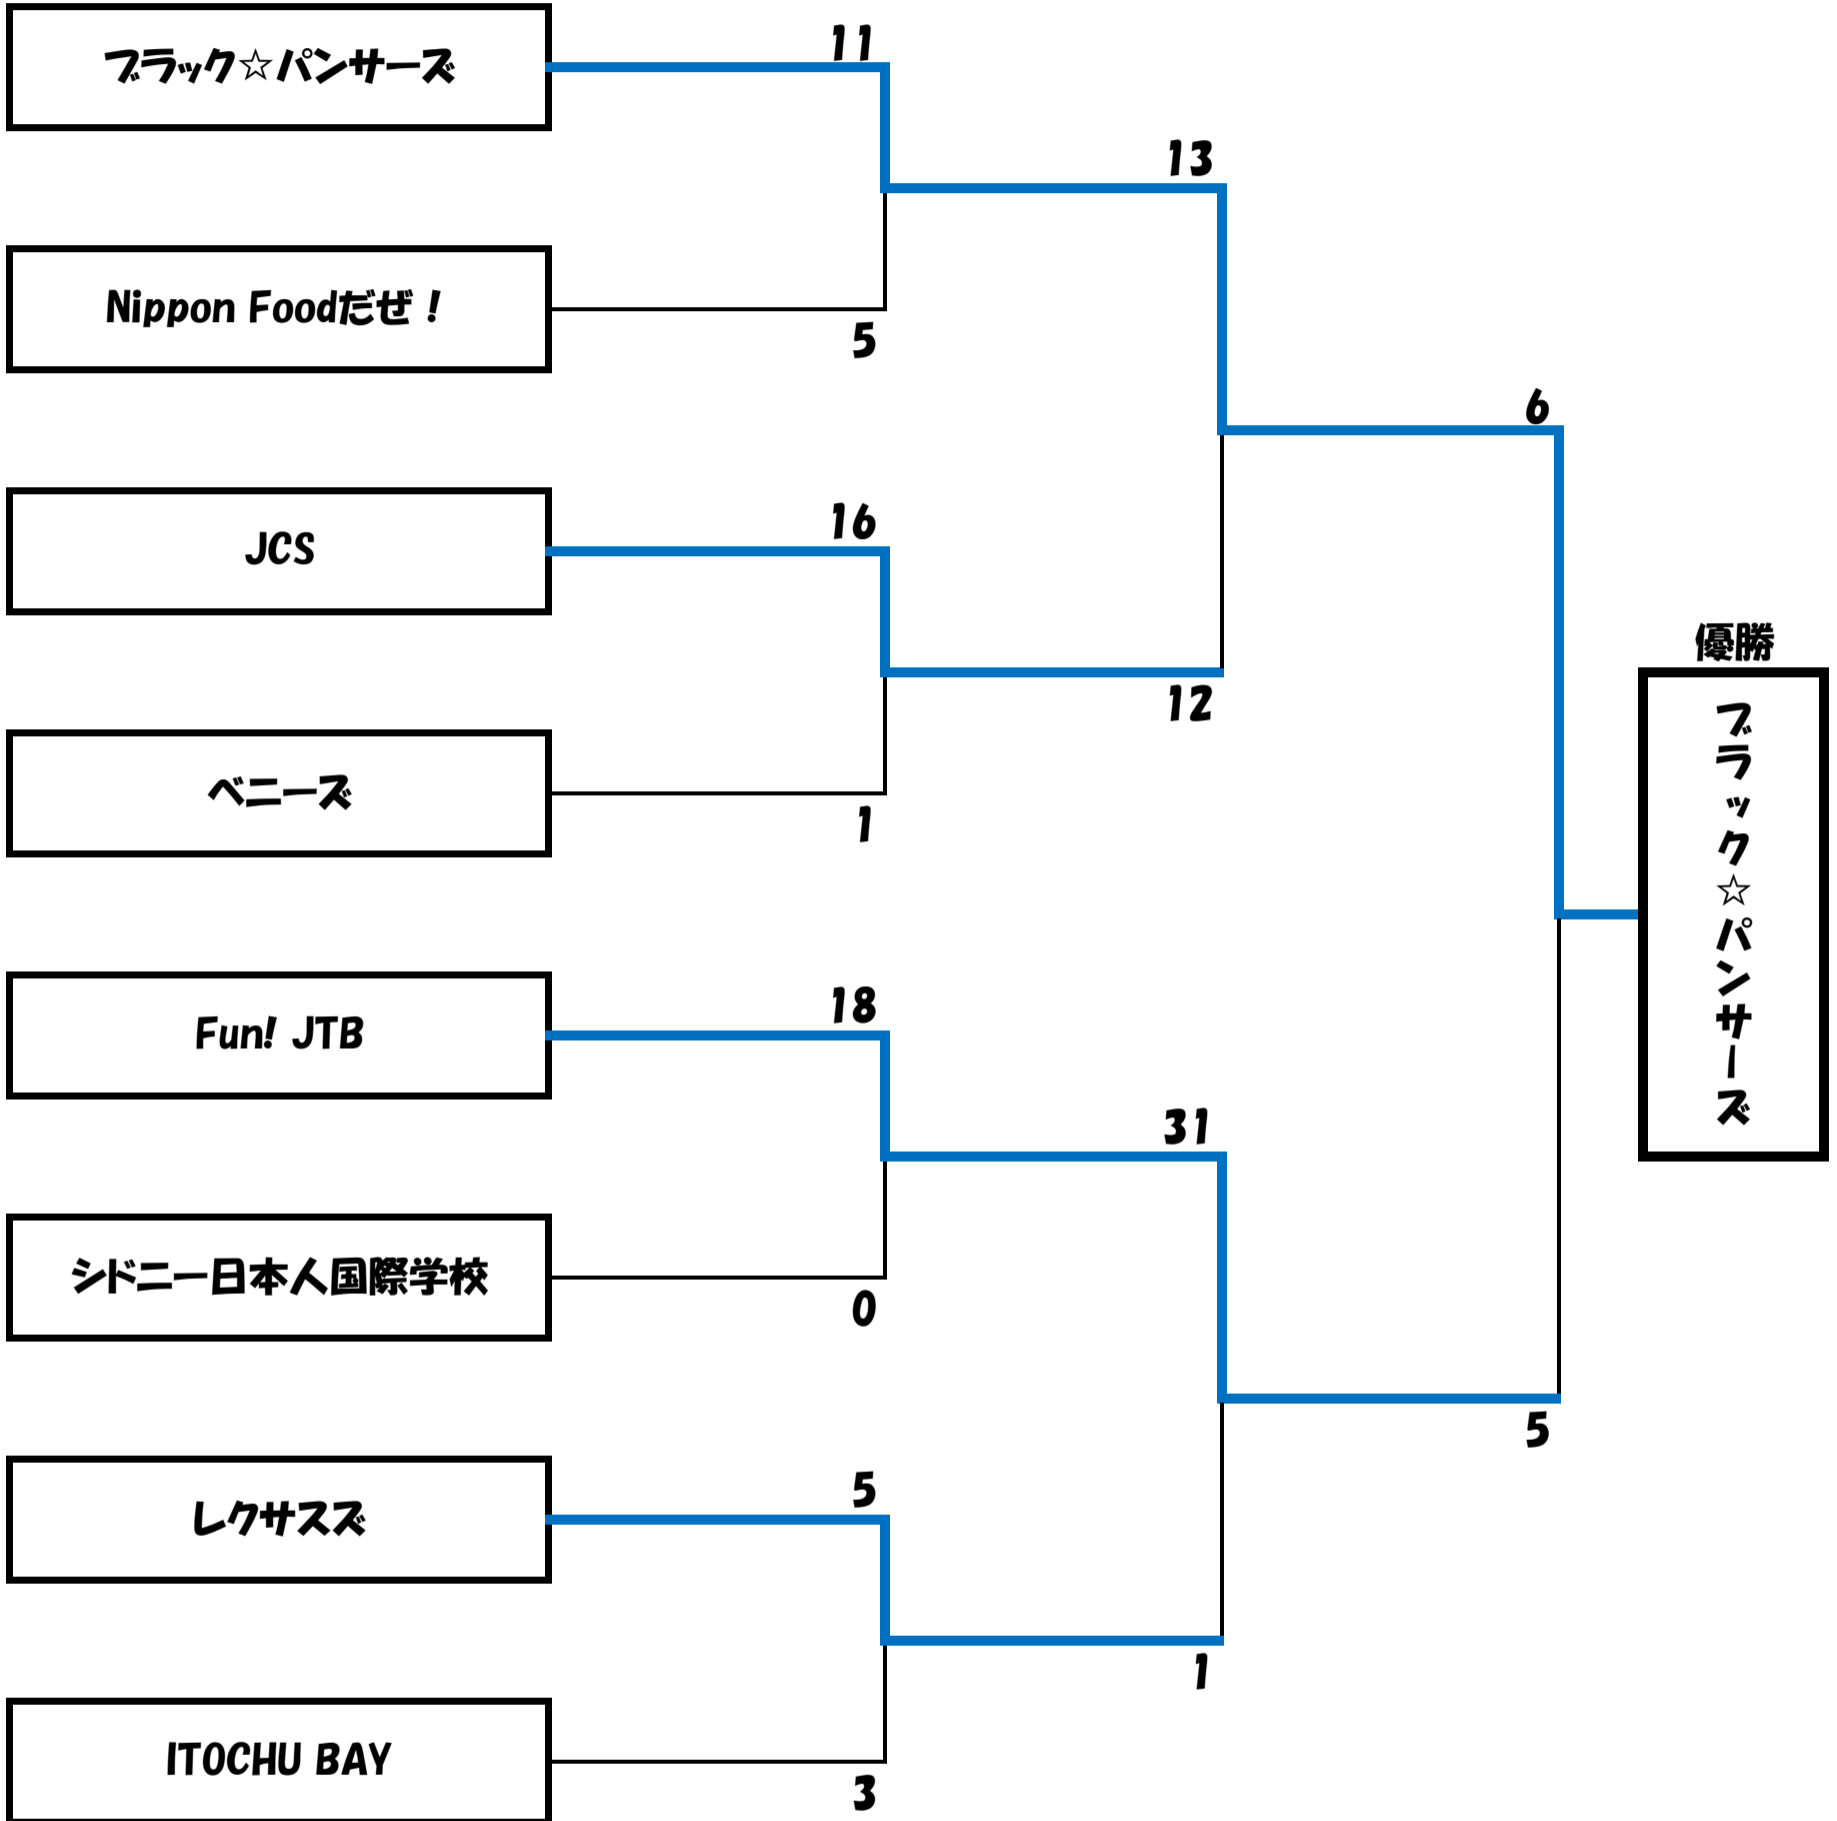 ブラック☆パンサーズ
11
13
Nippon Foodだぜ！
5
6
JCS
16
12
ベニーズ
1
優勝
ブラック☆パンサーズ
Fun! JTB
18
31
シドニー日本人国際学校
0
5
レクサスズ
5
1
ITOCHU BAY
3